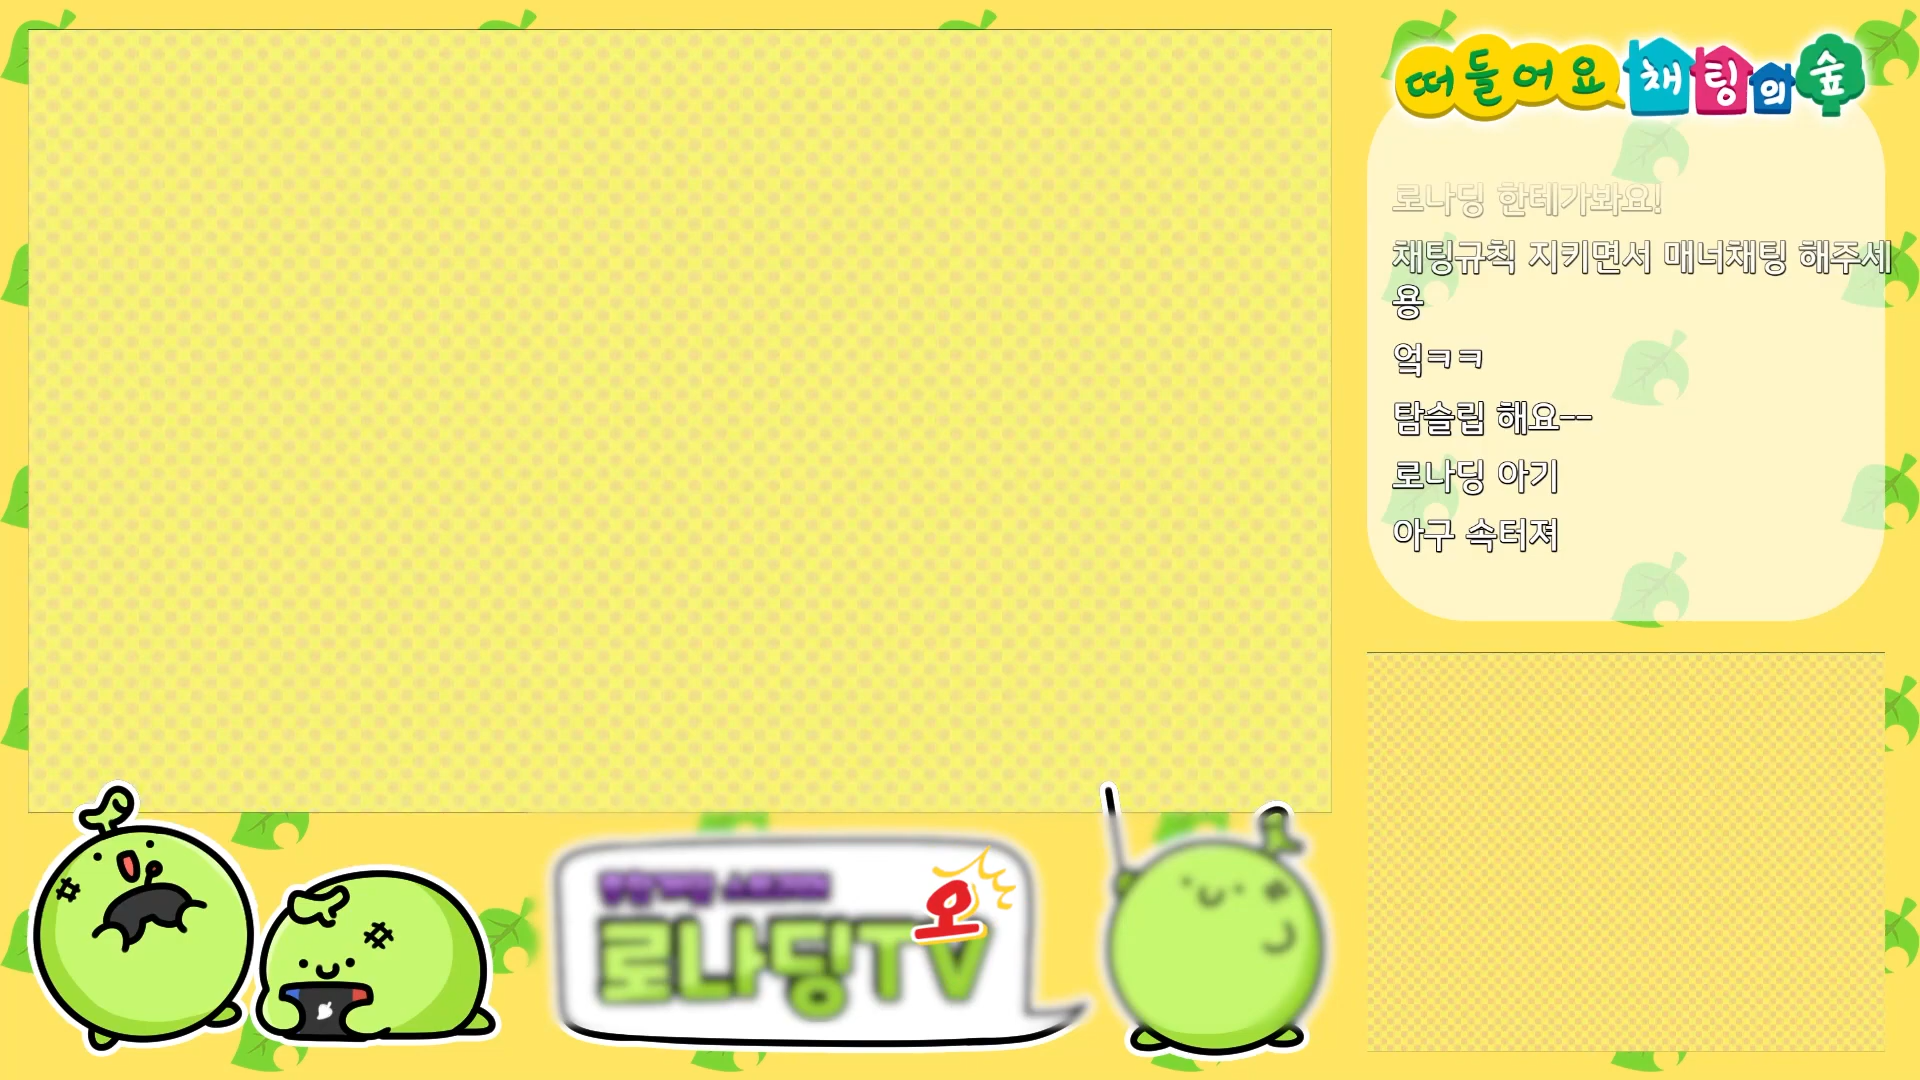 떠들어요 채팅의숲
로나딩 한테가봐요!
채팅규칙 지키면서 매너채팅 해주세
용
엌ㅋㅋ
탐슬립 해요--
로나딩 아기
아구 속터져
오
로나딩TV